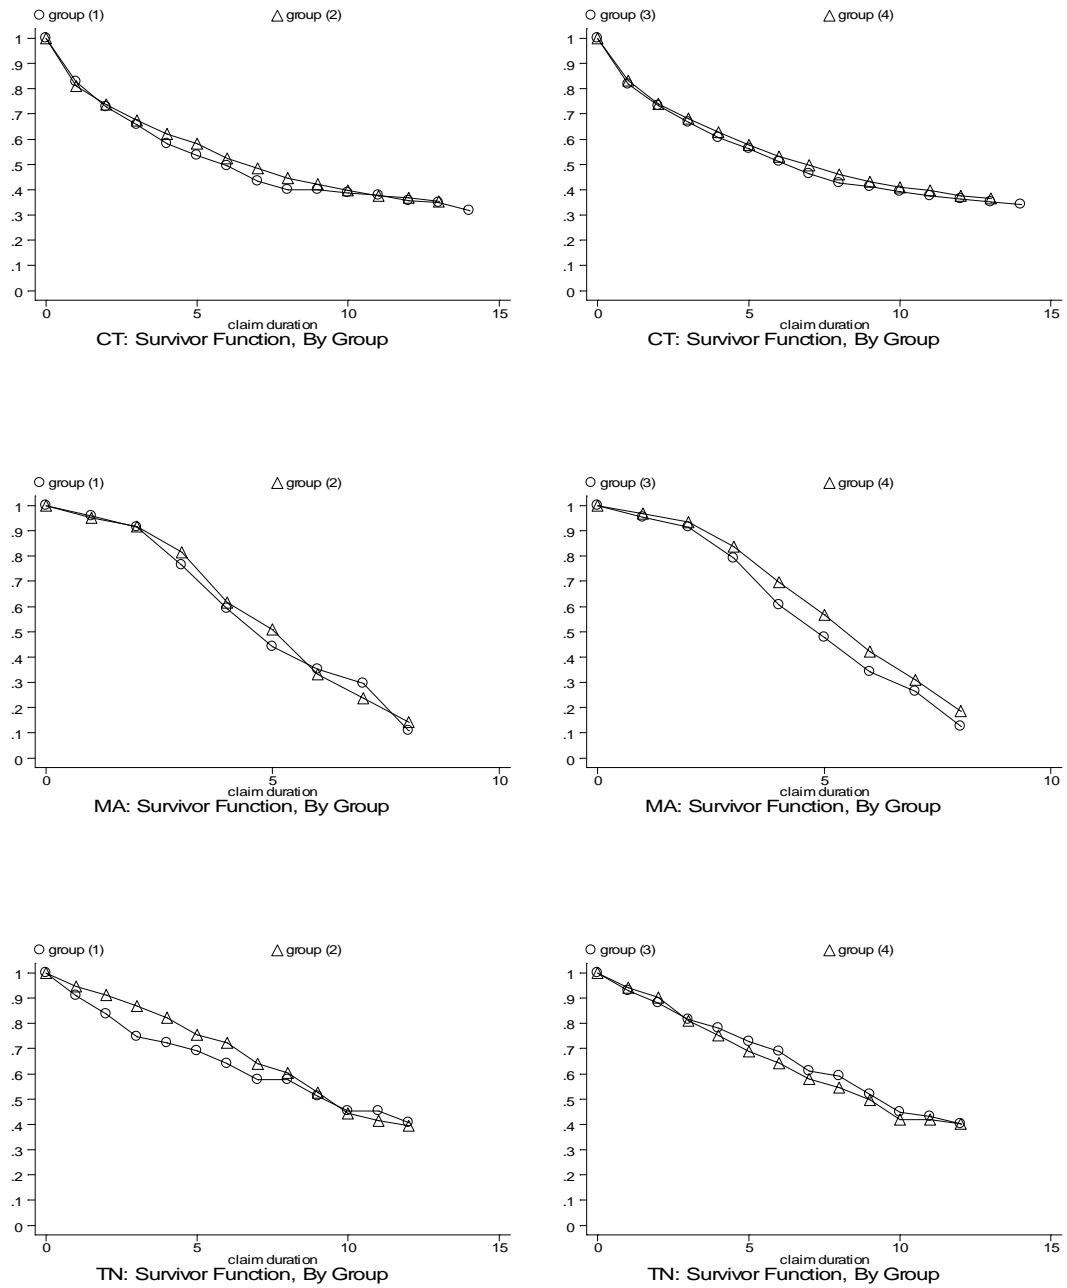 group (1) group (2)
1
.9
.8
.7
.6
.5
.4
.3
.2
.1
0
0 5 10 15
claim duration
CT: Survivor Function, By Group
group (3) group (4)
1
.9
.8
.7
.6
.5
.4
.3
.2
.1
0
0 5 10 15
claim duration
CT: Survivor Function, By Group
group (1) group (2)
1
.9
.8
.7
.6
.5
.4
.3
.2
.1
0
0 5 10
claim duration
MA: Survivor Function, By Group
group (3) group (4)
1
.9
.8
.7
.6
.5
.4
.3
.2
.1
0
0 5 10
claim duration
MA: Survivor Function, By Group
group (1) group (2)
1
.9
.8
.7
.6
.5
.4
.3
.2
.1
0
0 5 10 15
claim duration
TN: Survivor Function, By Group
group (3) group (4)
1
.9
.8
.7
.6
.5
.4
.3
.2
.1
0
0 5 10 15
claim duration
TN: Survivor Function, By Group